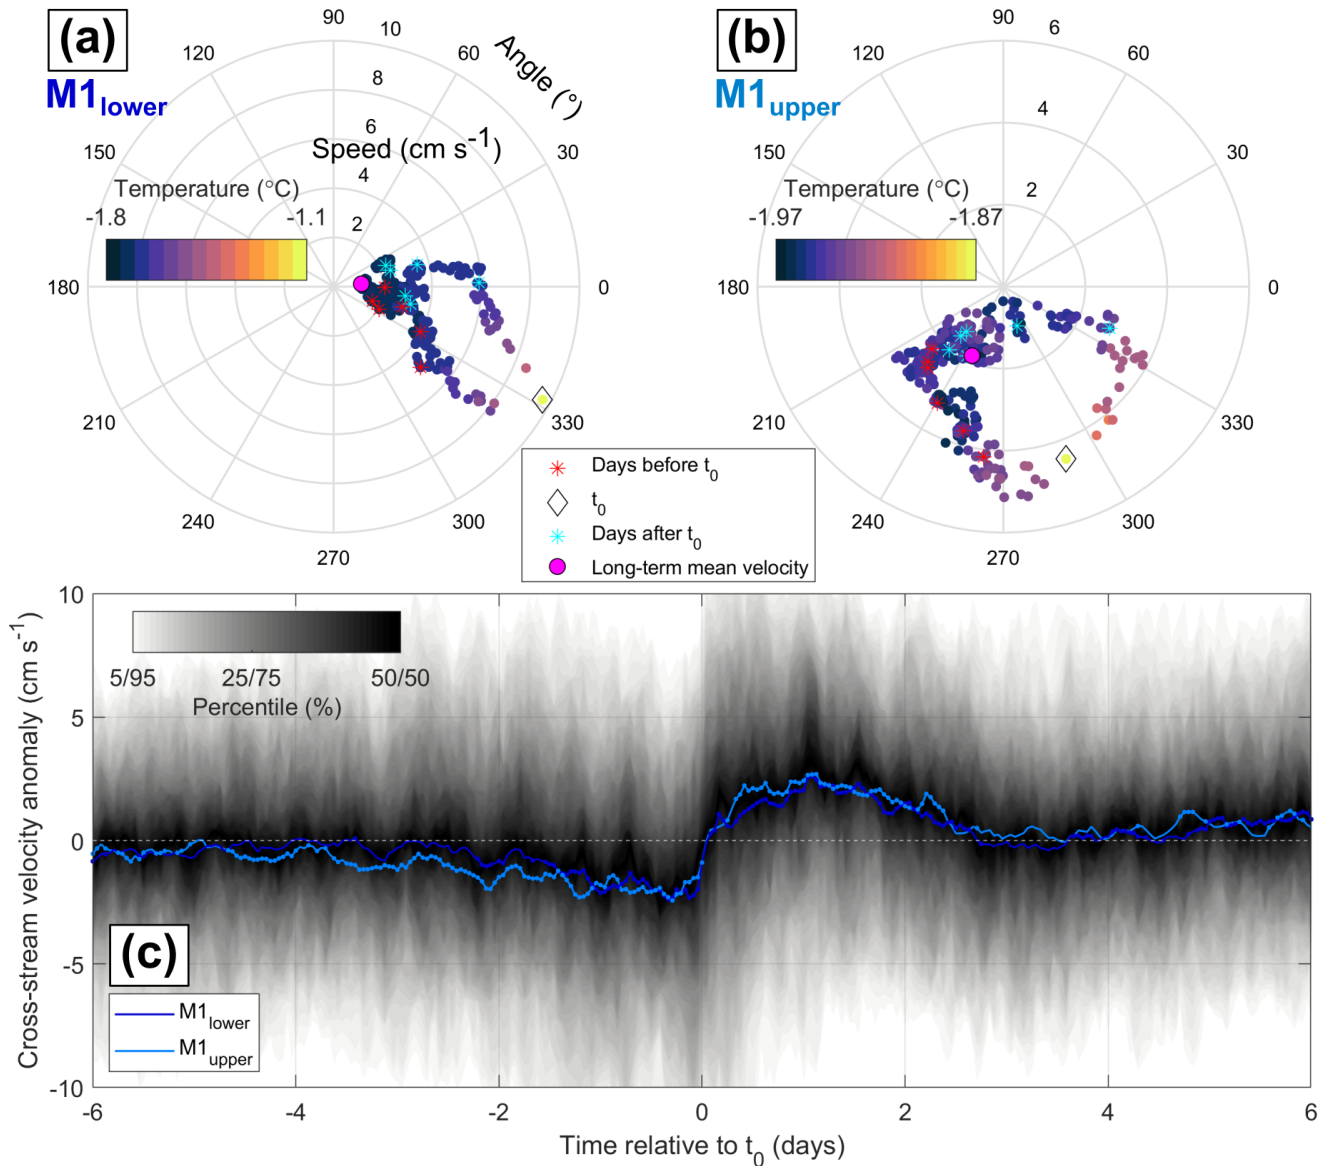 (a)
M1lower
90
10
60
Angle (°)
120
8
6
Speed (cm s-1)
150
30
4
Temperature (°C)
-1.8
-1.1
2
180
0
210
330
240
300
270
(b)
M1upper
90
6
60
120
4
150
30
Temperature (°C)
-1.97
-1.87
2
180
0
210
330
240
300
270
Days before t0
t0
Days after t0
Long-term mean velocity
10
5
0
-5
-10
Cross-stream velocity anomaly (cm s-1)
5/95
25/75
50/50
Percentile (%)
(c)
M1lower
M1upper
-6
-4
-2
0
2
4
6
Time relative to t0 (days)